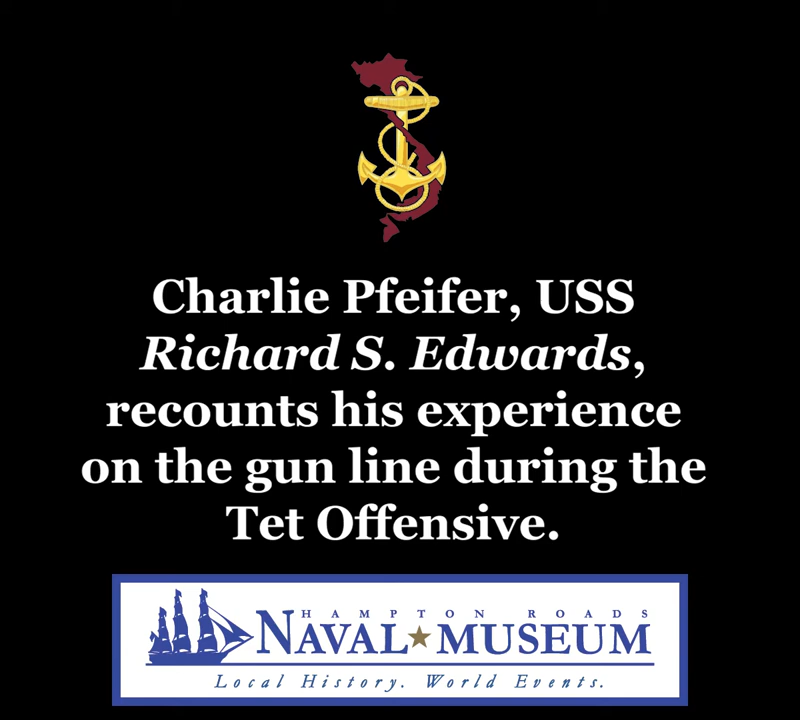 Charlie Pfeifer, USS
Richard S. Edwards,
recounts his experience
on the gun line during the
Tet Offensive.
HAMPTON ROADS
NAVAL MUSEUM
Local History. World Events.